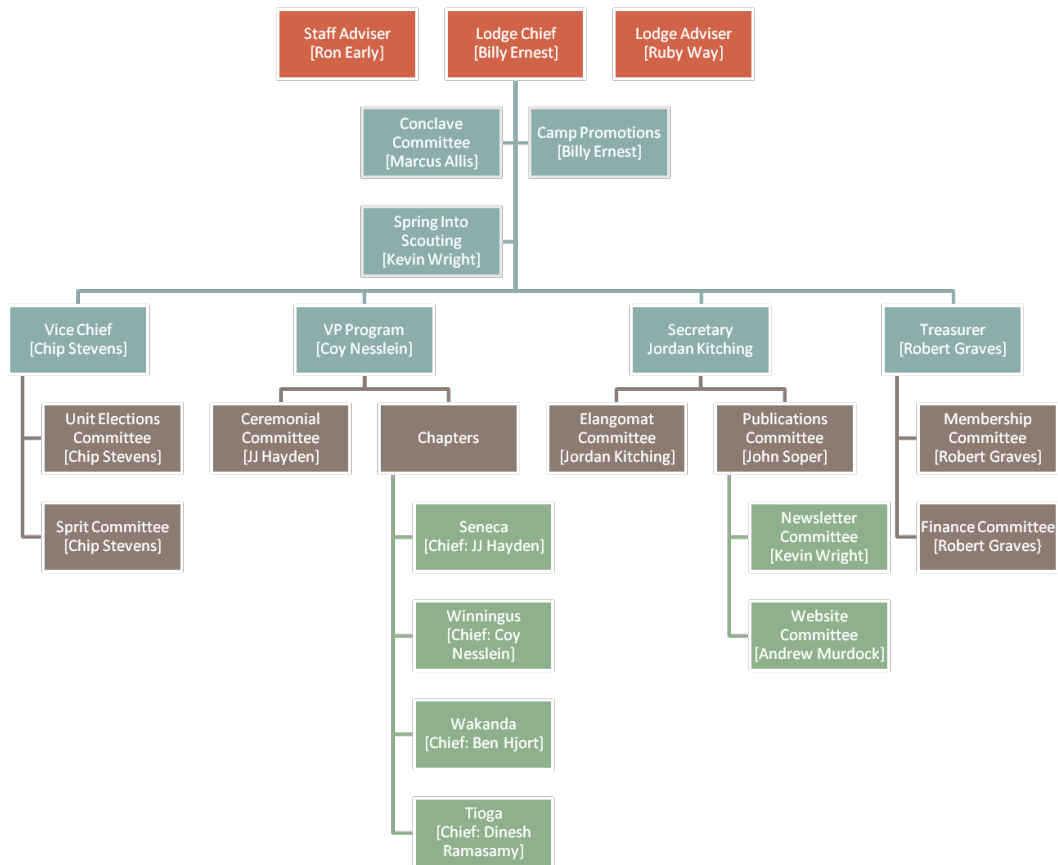 Staff Adviser
[Ron Early]
Lodge Chief
[Billy Ernest]
Lodge Adviser
[Ruby Way]
Conclave
Committee
[Marcus Allis]
Camp Promotions
[Billy Ernest]
Spring Into
Scouting
[Kevin Wright]
Vice Chief
[Chip Stevens]
VP Program
[Coy Nesslein]
Secretary
Jordan Kitching
Treasurer
[Robert Graves]
Unit Elections
Committee
[Chip Stevens]
Ceremonial
Committee
[JJ Hayden]
Chapters
Elangomat
Committee
[Jordan Kitching]
Publications
Committee
[John Soper]
Membership
Committee
[Robert Graves]
Sprit Committee
[Chip Stevens]
Seneca
[Chief: JJ Hayden]
Newsletter
Committee
[Kevin Wright]
Finance Committee
[Robert Graves}
Winningus
[Chief: Coy
Nesslein]
Website
Committee
[Andrew Murdock]
Wakanda
[Chief: Ben Hjort]
Tioga
[Chief: Dinesh
Ramasamy]